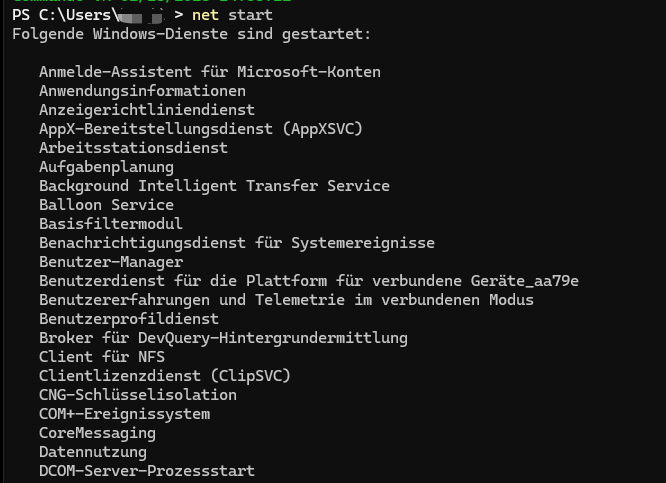 PS C:\Users\ > net start
Folgende Windows-Dienste sind gestartet:
Anmelde-Assistent für Microsoft-Konten
Anwendungsinformationen
Anzeigerichtliniendienst
AppX-Bereitstellungsdienst (AppXSVC)
Arbeitsstationsdienst
Aufgabenplanung
Background Intelligent Transfer Service
Balloon Service
Basisfiltermodul
Benachrichtigungsdienst für Systemereignisse
Benutzer-Manager
Benutzerdienst für die Plattform für verbundene Geräte_aa79e
Benutzererfahrungen und Telemetrie im verbundenen Modus
Benutzerprofildienst
Broker für DevQuery-Hintergrundermittlung
Client für NFS
Clientlizenzdienst (ClipSVC)
CNG-Schlüsselisolation
COM+-Ereignissystem
CoreMessaging
Datennutzung
DCOM-Server-Prozessstart